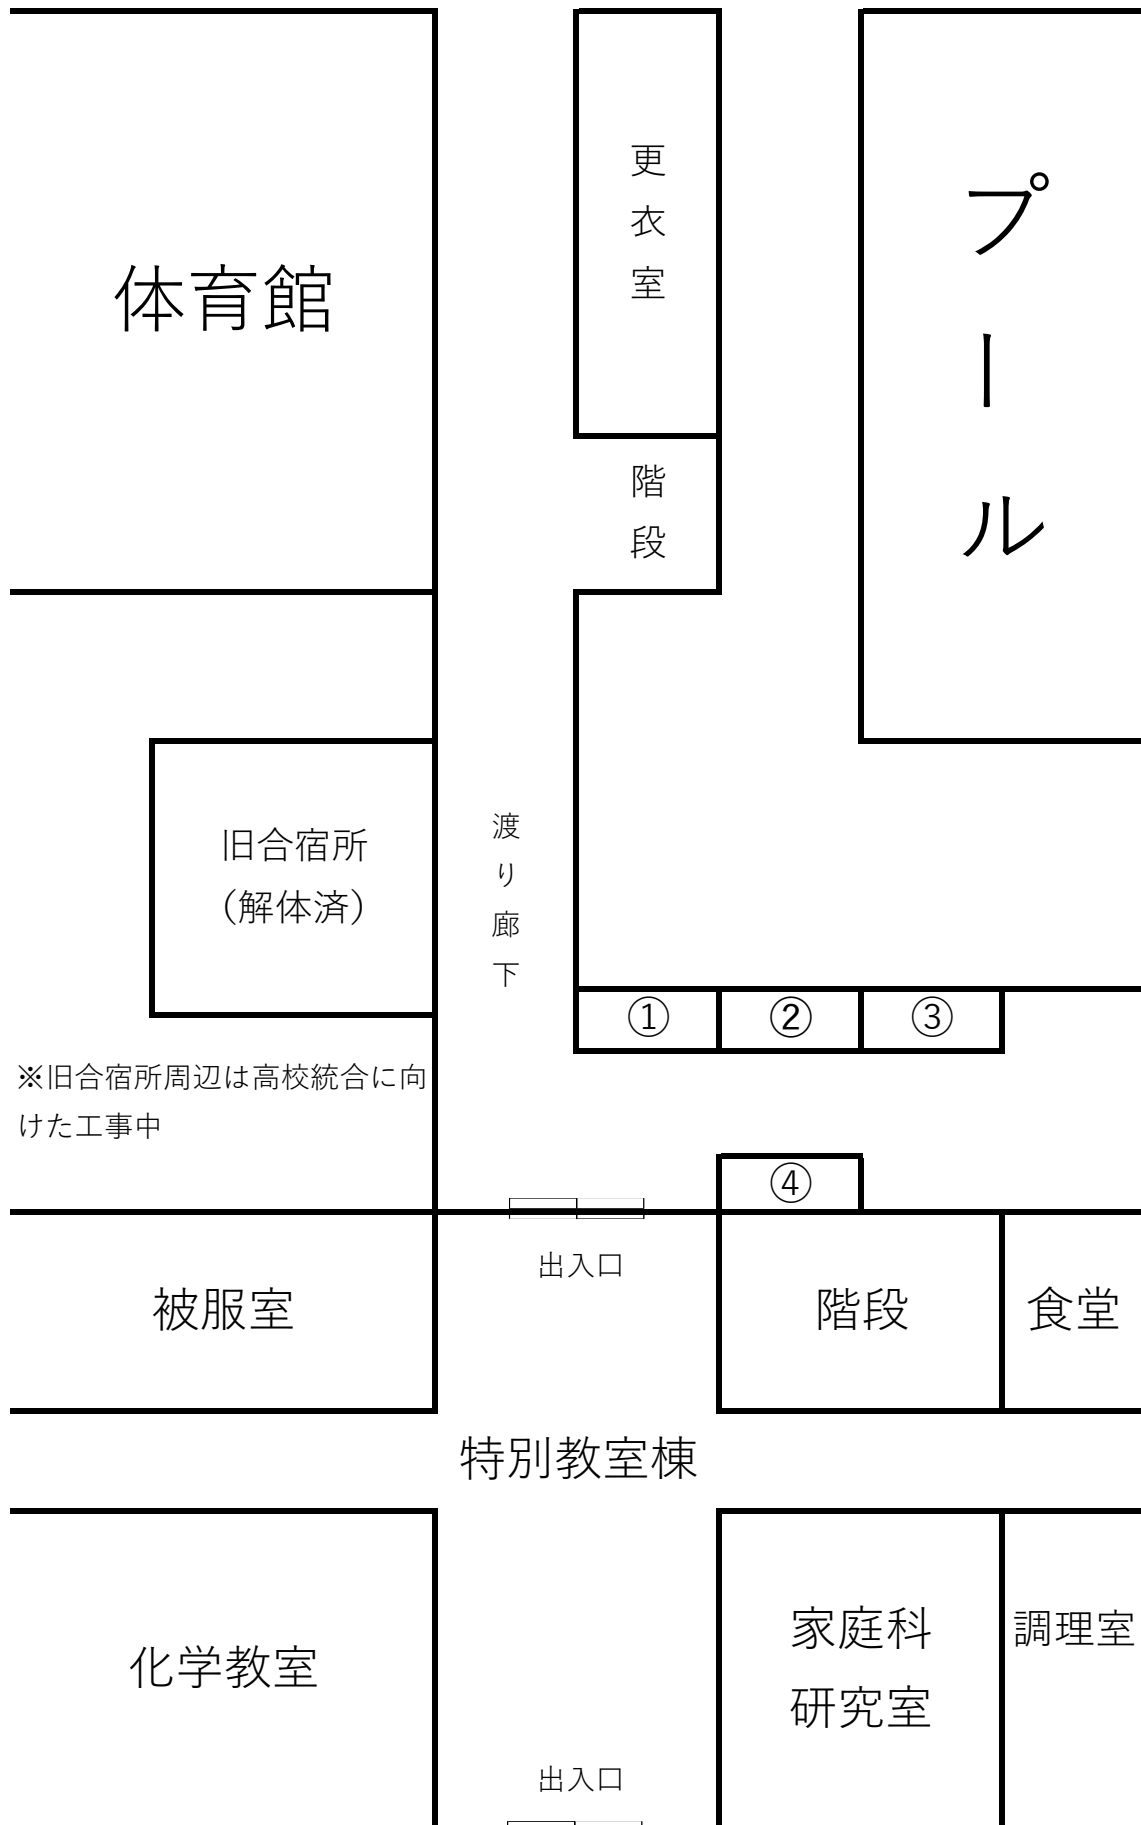 体育館
更衣室
プール
階段
旧合宿所
（解体済）
渡り廊下
①
②
③
※旧合宿所周辺は高校統合に向
けた工事中
④
出入口
被服室
階段
食堂
特別教室棟
化学教室
家庭科
研究室
調理室
出入口